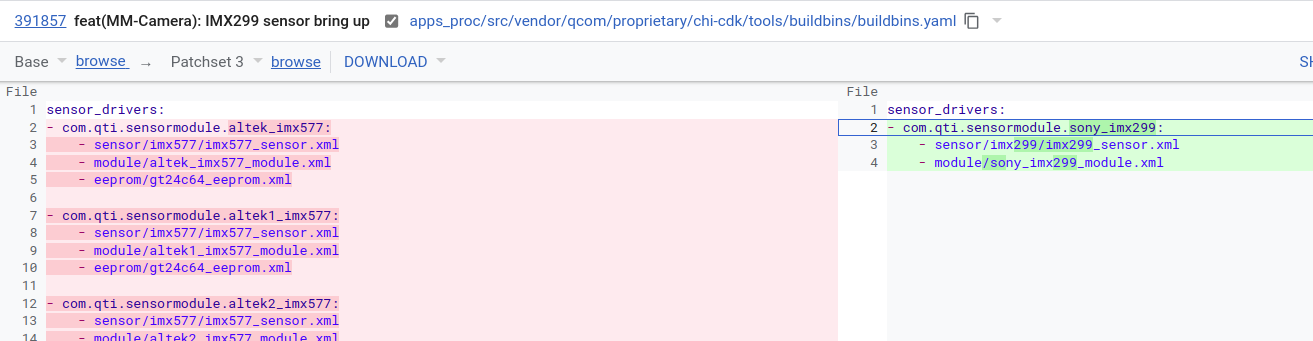 391857 feat(MM-Camera): IMX299 sensor bring up apps_proc/src/vendor/qcom/proprietary/chi-cdk/tools/buildbins/buildbins.yaml
Base browse → Patchset 3 browse DOWNLOAD SH
File
1 sensor_drivers:
2 - com.qti.sensormodule.altek_imx577:
3 - sensor/imx577/imx577_sensor.xml
4 - module/altek_imx577_module.xml
5 - eeprom/gt24c64_eeprom.xml
6
7 - com.qti.sensormodule.altek1_imx577:
8 - sensor/imx577/imx577_sensor.xml
9 - module/altek1_imx577_module.xml
10 - eeprom/gt24c64_eeprom.xml
11
12 - com.qti.sensormodule.altek2_imx577:
13 - sensor/imx577/imx577_sensor.xml
14 - module/altek2_imx577_module.xml
File
1 sensor_drivers:
2 - com.qti.sensormodule.sony_imx299:
3 - sensor/imx299/imx299_sensor.xml
4 - module/sony_imx299_module.xml